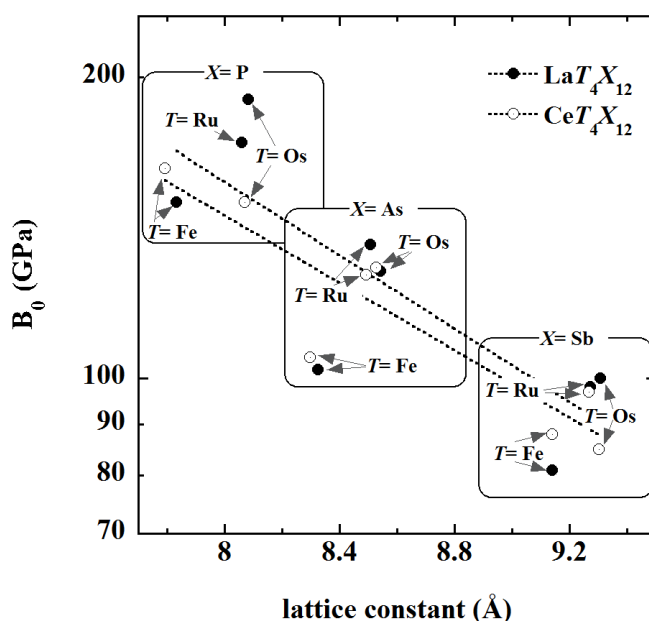 200
X= P
LaT₄X₁₂
CeT₄X₁₂
T= Ru
T= Os
T= Fe
X= As
T= Os
T= Ru
T= Fe
X= Sb
T= Ru
T= Os
T= Fe
100
90
80
70
B₀ (GPa)
8
8.4
8.8
9.2
lattice constant (Å)